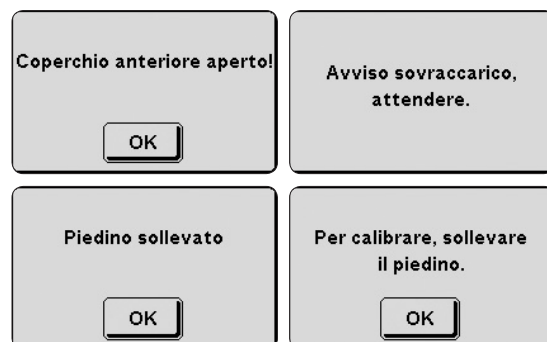 Coperchio anteriore aperto!
OK
Avviso sovraccarico,
attendere.
Piedino sollevato
OK
Per calibrare, sollevare
il piedino.
OK